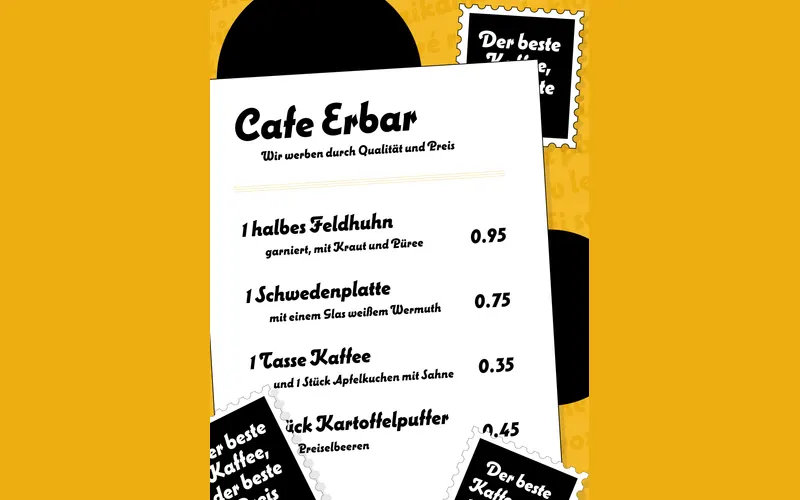 Der beste
Cafe Erbar
Wir werben durch Qualität und Preis
1 halbes Feldhuhn
0.95
garniert, mit Kraut und Püree
1 Schwedenplatte
0.75
mit einem Glas weißem Wermuth
1 Tasse Kaffee
0.35
und 1 Stück Apfelkuchen mit Sahne
ück Kartoffelpuffer
0.45
Preiselbeeren
er beste
Kaffee,
der beste
Preis
Der beste
Kaffee,